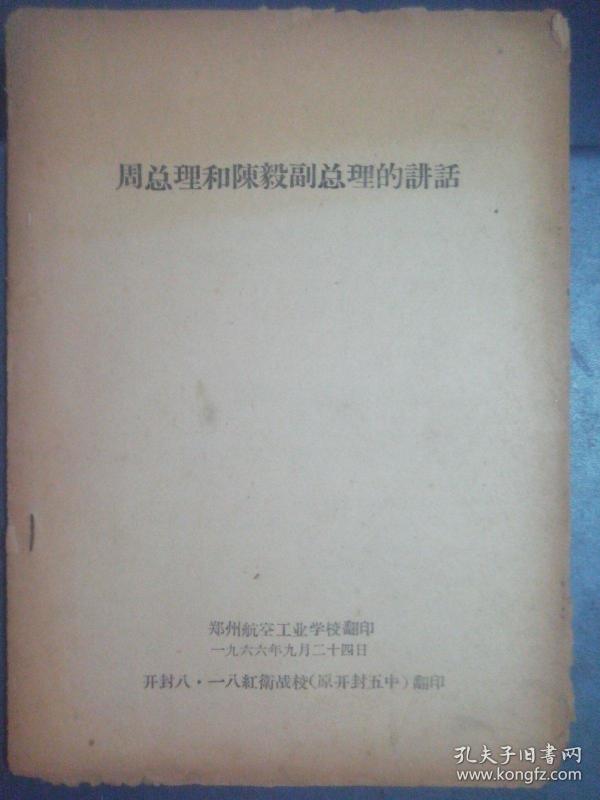 周总理和陳毅副总理的講話
郑州航空工业学校翻印
一九六六年九月二十四日
开封八·一八紅衛战校(原开封五中)翻印
孔夫子旧書网
www.kongfz.com